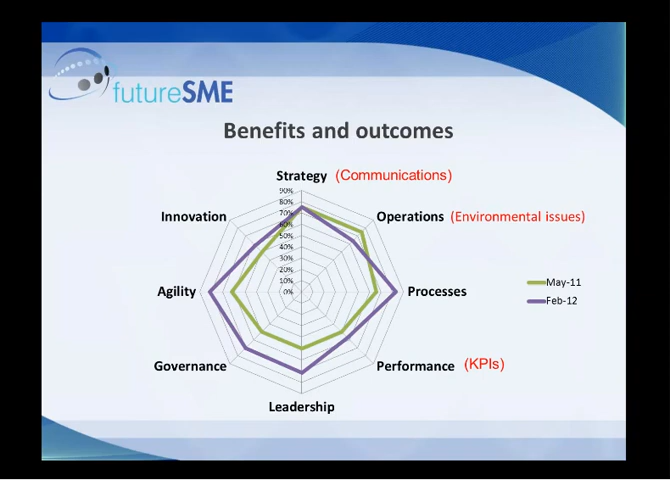 futureSME
Benefits and outcomes
Strategy (Communications)
90%
80%
70%
60%
50%
40%
30%
20%
10%
0%
Innovation
Operations (Environmental issues)
Agility
Processes
May-11
Feb-12
Governance
Performance (KPIs)
Leadership